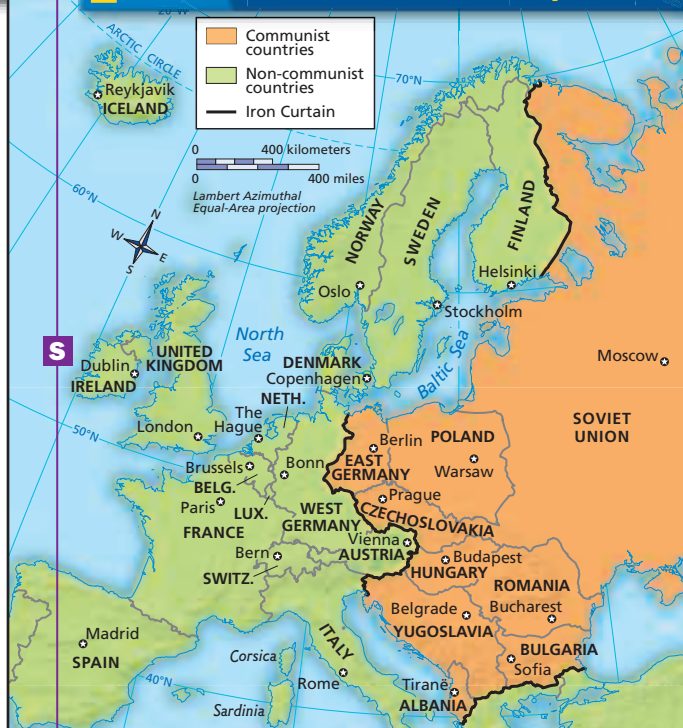 Communist
countries
Non-communist
countries
Iron Curtain
0 400 kilometers
0 400 miles
Lambert Azimuthal
Equal-Area projection
ARCTIC CIRCLE
70°N
60°N
50°N
40°N
N
W
E
S
S
Reykjavik
ICELAND
NORWAY
SWEDEN
FINLAND
Helsinki
Oslo
Stockholm
North
Sea
Baltic Sea
Moscow
SOVIET
UNION
UNITED
KINGDOM
Dublin
IRELAND
London
DENMARK
Copenhagen
NETH.
The
Hague
Brussels
BELG.
Bonn
LUX.
Paris
FRANCE
WEST
GERMANY
Berlin
EAST
GERMANY
POLAND
Warsaw
Prague
CZECHOSLOVAKIA
Vienna
AUSTRIA
Bern
SWITZ.
Budapest
HUNGARY
ROMANIA
Bucharest
Belgrade
YUGOSLAVIA
BULGARIA
Sofia
Tiranë
ALBANIA
ITALY
Rome
Corsica
Sardinia
Madrid
SPAIN